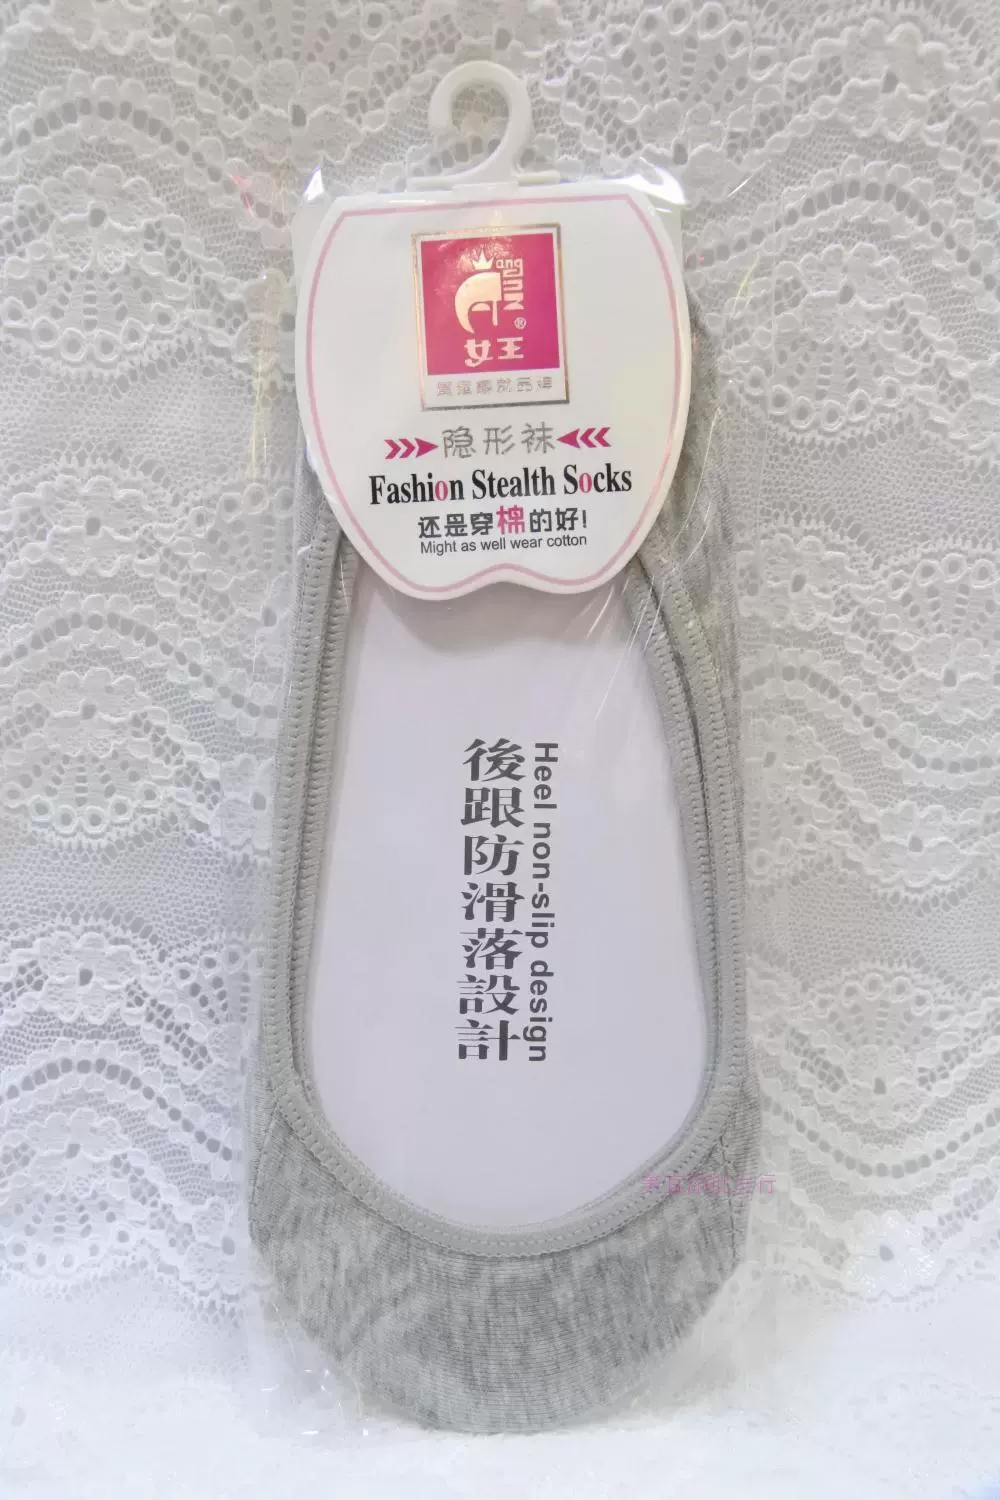 ang
®
女王
隐形袜
Fashion Stealth Socks
还是穿棉的好!
Might as well wear cotton
後跟防滑落設計
Heel non-slip design